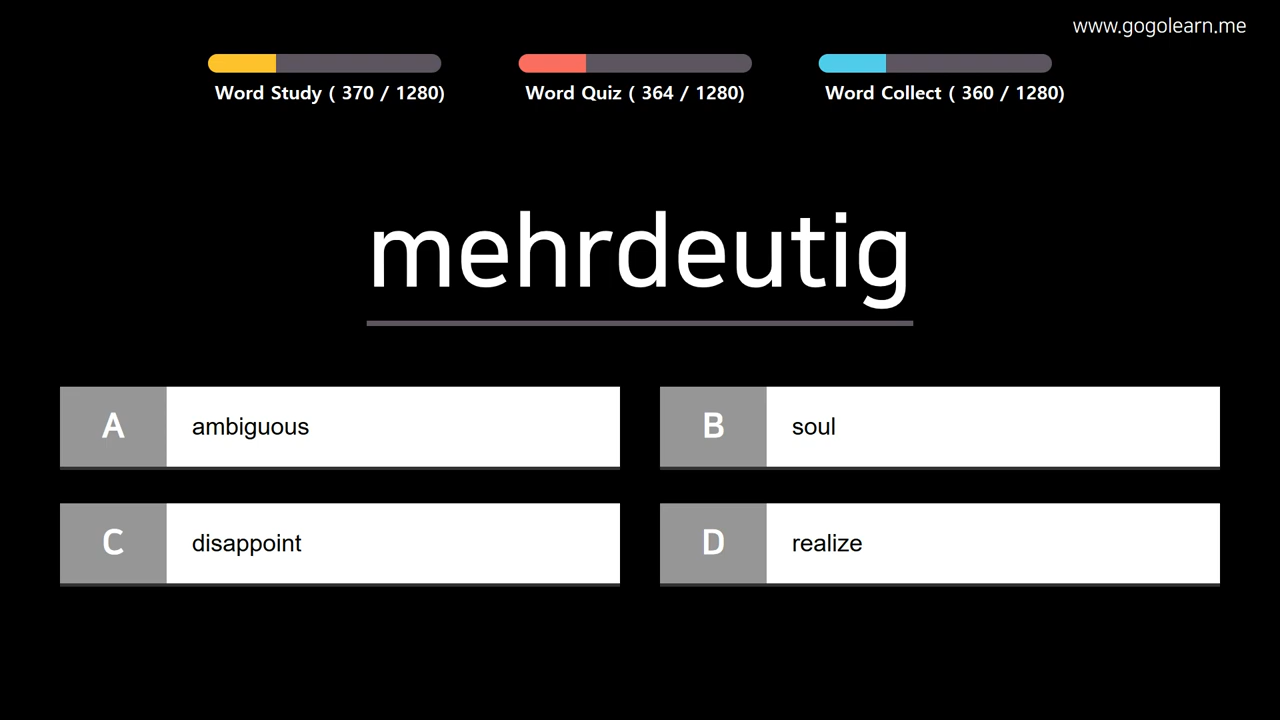 www.gogolearn.me
Word Study ( 370 / 1280)
Word Quiz ( 364 / 1280)
Word Collect ( 360 / 1280)
mehrdeutig
A
ambiguous
B
soul
C
disappoint
D
realize